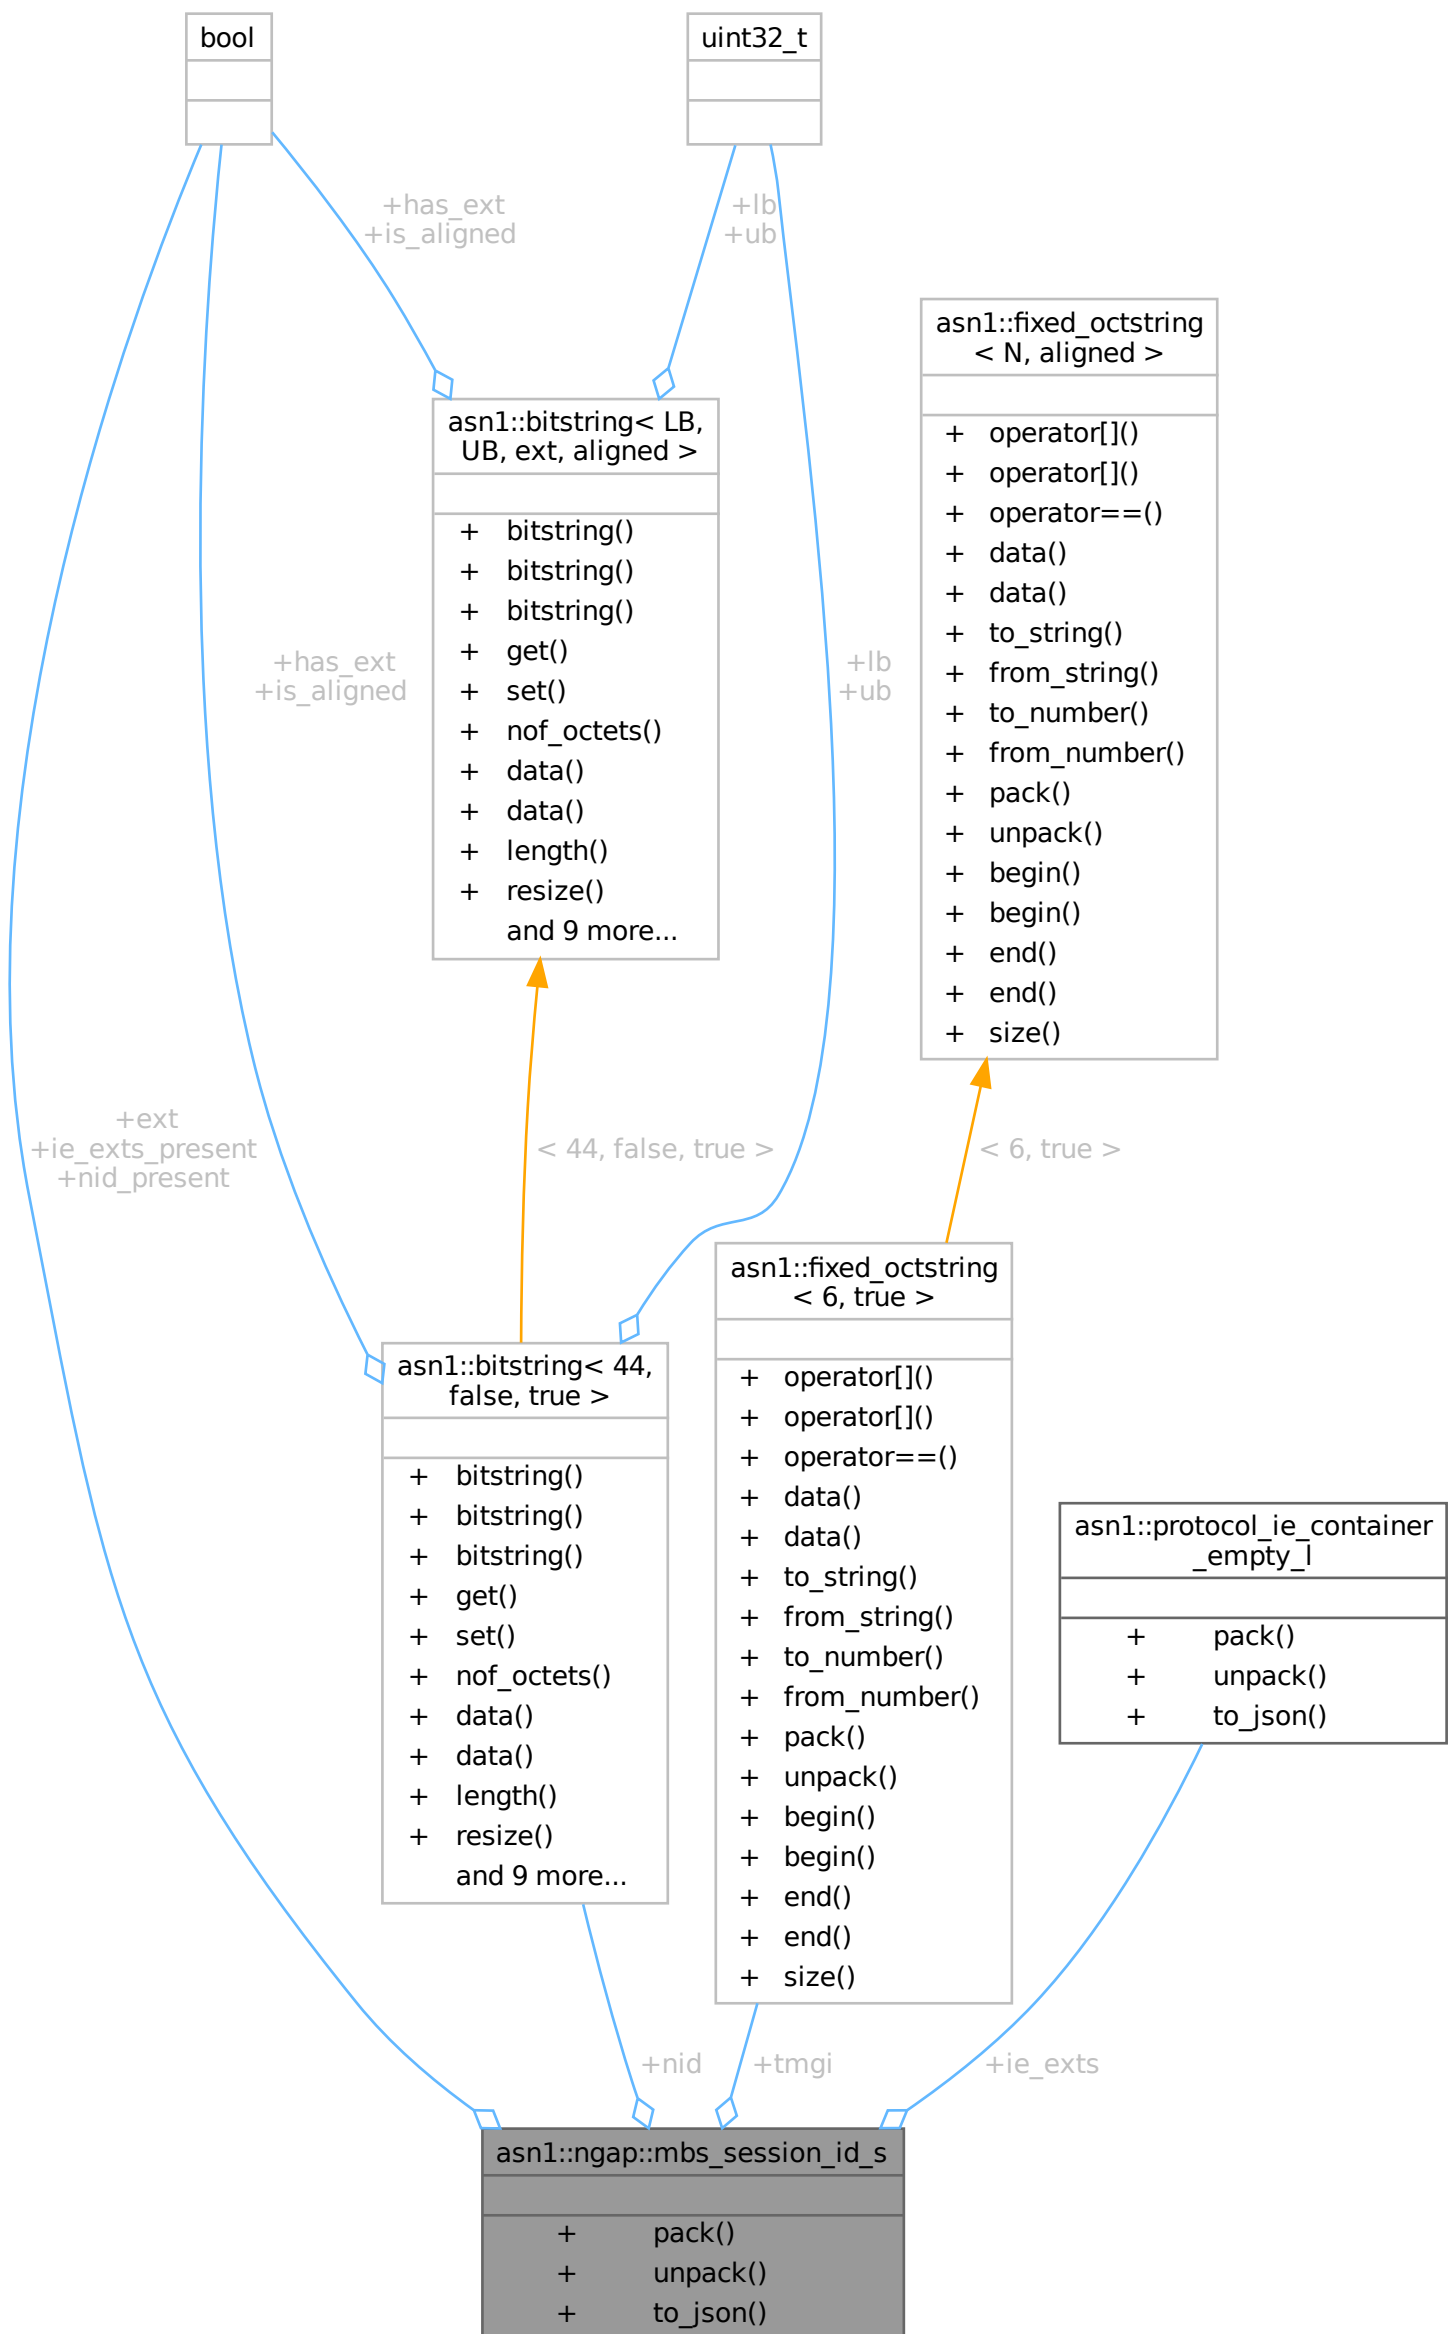 bool
uint32_t
+has_ext
+is_aligned
+lb
+ub
asn1::fixed_octstring
< N, aligned >
+ operator[]()
+ operator[]()
+ operator==()
+ data()
+ data()
+ to_string()
+ from_string()
+ to_number()
+ from_number()
+ pack()
+ unpack()
+ begin()
+ begin()
+ end()
+ end()
+ size()
asn1::bitstring< LB,
UB, ext, aligned >
+ bitstring()
+ bitstring()
+ bitstring()
+ get()
+ set()
+ nof_octets()
+ data()
+ data()
+ length()
+ resize()
and 9 more...
+has_ext
+is_aligned
+lb
+ub
+ext
+ie_exts_present
+nid_present
< 44, false, true >
< 6, true >
asn1::bitstring< 44,
false, true >
+ bitstring()
+ bitstring()
+ bitstring()
+ get()
+ set()
+ nof_octets()
+ data()
+ data()
+ length()
+ resize()
and 9 more...
asn1::fixed_octstring
< 6, true >
+ operator[]()
+ operator[]()
+ operator==()
+ data()
+ data()
+ to_string()
+ from_string()
+ to_number()
+ from_number()
+ pack()
+ unpack()
+ begin()
+ begin()
+ end()
+ end()
+ size()
asn1::protocol_ie_container
_empty_l
+ pack()
+ unpack()
+ to_json()
+nid
+tmgi
+ie_exts
asn1::ngap::mbs_session_id_s
+ pack()
+ unpack()
+ to_json()